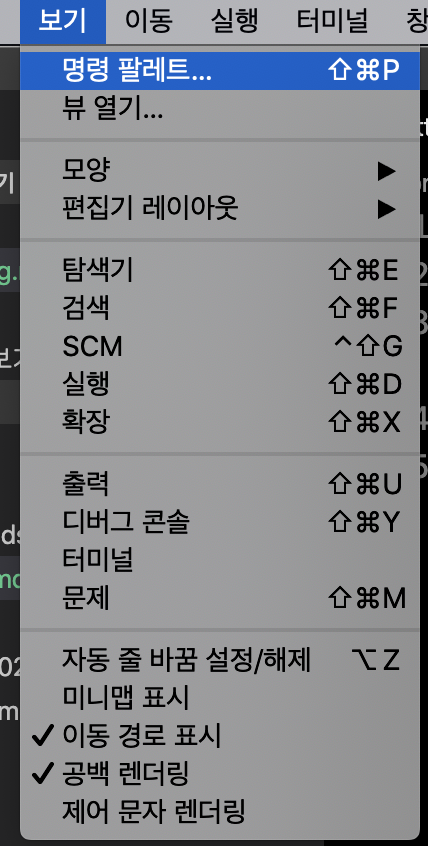 보기 이동 실행 터미널 창
명령 팔레트... ⇧⌘P
뷰 열기...
모양 ▶
편집기 레이아웃 ▶
탐색기 ⇧⌘E
검색 ⇧⌘F
SCM ^⇧G
실행 ⇧⌘D
확장 ⇧⌘X
출력 ⇧⌘U
디버그 콘솔 ⇧⌘Y
터미널
문제 ⇧⌘M
자동 줄 바꿈 설정/해제 ⌥Z
미니맵 표시
✓ 이동 경로 표시
✓ 공백 렌더링
제어 문자 렌더링